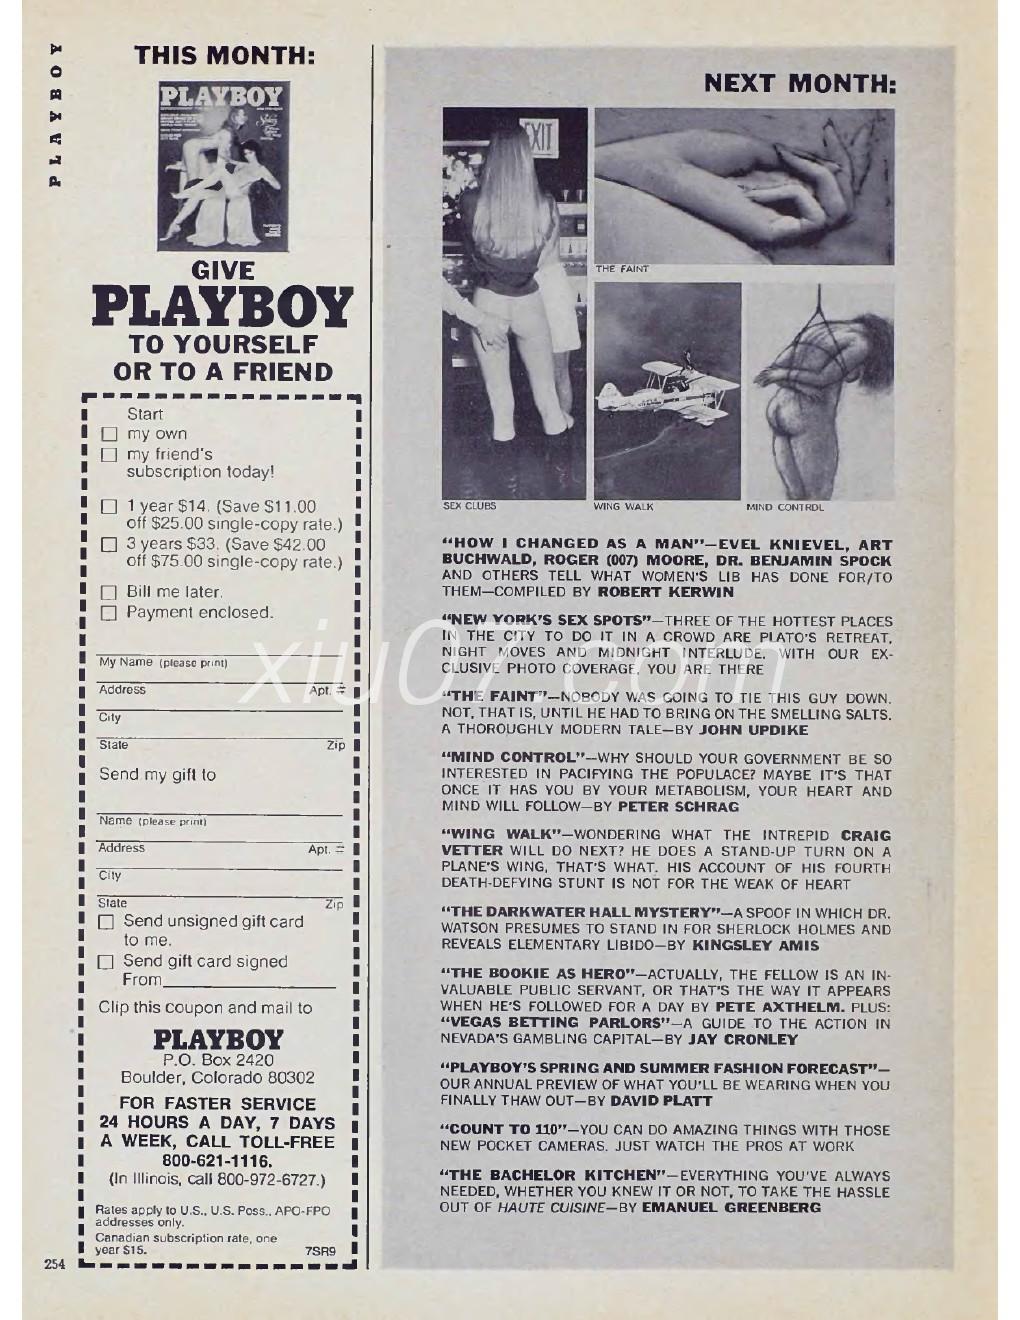 PLAYBOY
THIS MONTH:
PLAYBOY
GIVE
PLAYBOY
TO YOURSELF
OR TO A FRIEND
Start
my own
my friend's
subscription today!
1 year $14. (Save $11.00
off $25.00 single-copy rate.)
3 years $33. (Save $42.00
off $75.00 single-copy rate.)
Bill me later.
Payment enclosed.
My Name (please print)
Address Apt. #
City
State Zip
Send my gift to
Name (please print)
Address Apt. #
City
State Zip
Send unsigned gift card
to me.
Send gift card signed
From
Clip this coupon and mail to
PLAYBOY
P.O. Box 2420
Boulder, Colorado 80302
FOR FASTER SERVICE
24 HOURS A DAY, 7 DAYS
A WEEK, CALL TOLL-FREE
800-621-1116.
(In Illinois, call 800-972-6727.)
Rates apply to U.S., U.S. Poss., APO-FPO
addresses only.
Canadian subscription rate, one
year $15. 7SR9
254
NEXT MONTH:
EXIT
THE FAINT
SEX CLUBS
WING WALK
MIND CONTROL
"HOW I CHANGED AS A MAN"—EVEL KNIEVEL, ART
BUCHWALD, ROGER (007) MOORE, DR. BENJAMIN SPOCK
AND OTHERS TELL WHAT WOMEN'S LIB HAS DONE FOR/TO
THEM—COMPILED BY ROBERT KERWIN
"NEW YORK'S SEX SPOTS"—THREE OF THE HOTTEST PLACES
IN THE CITY TO DO IT IN A CROWD ARE PLATO'S RETREAT,
NIGHT MOVES AND MIDNIGHT INTERLUDE. WITH OUR EX-
CLUSIVE PHOTO COVERAGE, YOU ARE THERE
"THE FAINT"—NOBODY WAS GOING TO TIE THIS GUY DOWN.
NOT, THAT IS, UNTIL HE HAD TO BRING ON THE SMELLING SALTS.
A THOROUGHLY MODERN TALE—BY JOHN UPDIKE
"MIND CONTROL"—WHY SHOULD YOUR GOVERNMENT BE SO
INTERESTED IN PACIFYING THE POPULACE? MAYBE IT'S THAT
ONCE IT HAS YOU BY YOUR METABOLISM, YOUR HEART AND
MIND WILL FOLLOW—BY PETER SCHRAG
"WING WALK"—WONDERING WHAT THE INTREPID CRAIG
VETTER WILL DO NEXT? HE DOES A STAND-UP TURN ON A
PLANE'S WING, THAT'S WHAT. HIS ACCOUNT OF HIS FOURTH
DEATH-DEFYING STUNT IS NOT FOR THE WEAK OF HEART
"THE DARKWATER HALL MYSTERY"—A SPOOF IN WHICH DR.
WATSON PRESUMES TO STAND IN FOR SHERLOCK HOLMES AND
REVEALS ELEMENTARY LIBIDO—BY KINGSLEY AMIS
"THE BOOKIE AS HERO"—ACTUALLY, THE FELLOW IS AN IN-
VALUABLE PUBLIC SERVANT, OR THAT'S THE WAY IT APPEARS
WHEN HE'S FOLLOWED FOR A DAY BY PETE AXTHELM. PLUS:
"VEGAS BETTING PARLORS"—A GUIDE TO THE ACTION IN
NEVADA'S GAMBLING CAPITAL—BY JAY CRONLEY
"PLAYBOY'S SPRING AND SUMMER FASHION FORECAST"—
OUR ANNUAL PREVIEW OF WHAT YOU'LL BE WEARING WHEN YOU
FINALLY THAW OUT—BY DAVID PLATT
"COUNT TO 110"—YOU CAN DO AMAZING THINGS WITH THOSE
NEW POCKET CAMERAS. JUST WATCH THE PROS AT WORK
"THE BACHELOR KITCHEN"—EVERYTHING YOU'VE ALWAYS
NEEDED, WHETHER YOU KNEW IT OR NOT, TO TAKE THE HASSLE
OUT OF HAUTE CUISINE—BY EMANUEL GREENBERG
xiu07.com